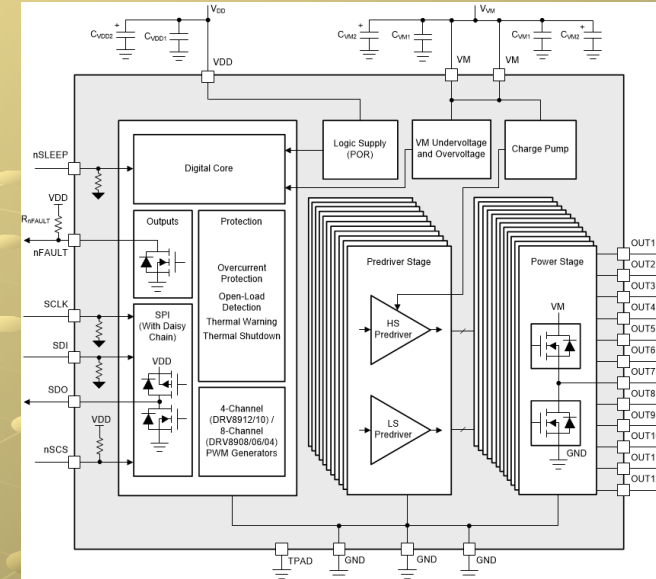 VDD
VVM
+
CVDD2
CVDD1
+
CVM2
CVM1
CVM1
+
CVM2
VDD
VM
VM
nSLEEP
Digital Core
Logic Supply
(POR)
VM Undervoltage
and Overvoltage
Charge Pump
VDD
RnFAULT
nFAULT
Outputs
Protection
Overcurrent
Protection
Open-Load
Detection
Thermal Warning
Thermal Shutdown
SCLK
SDI
SDO
VDD
nSCS
SPI
(With Daisy
Chain)
VDD
4-Channel
(DRV8912/10) /
8-Channel
(DRV8908/06/04)
PWM Generators
Predriver Stage
HS
Predriver
LS
Predriver
Power Stage
VM
GND
OUT1
OUT2
OUT3
OUT4
OUT5
OUT6
OUT7
OUT8
OUT9
OUT1
OUT1
OUT1
TPAD
GND
GND
GND